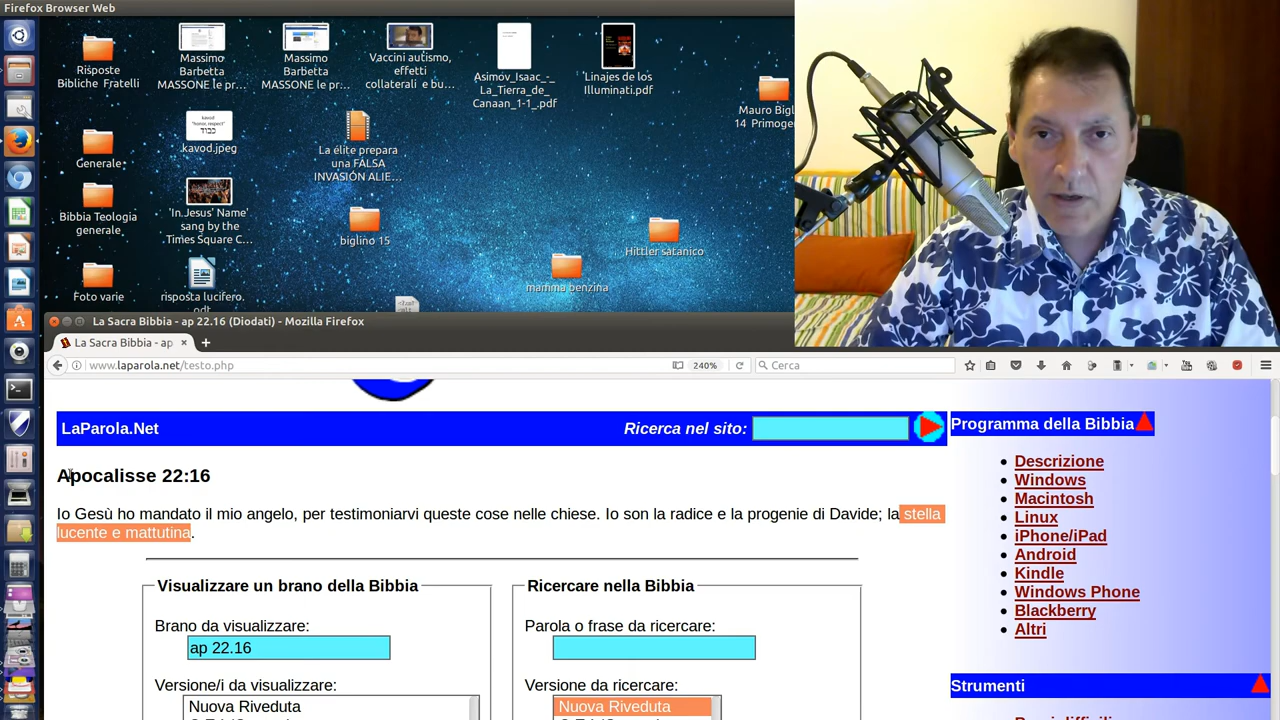 Firefox Browser Web
Risposte
Bibliche Fratelli
Massimo
Barbetta
MASSONE le pr...
Massimo
Barbetta
MASSONE le pr...
Vaccini autismo,
effetti
collaterali e bu...
Asimov_Isaac_-_
La_Tierra_de_
Canaan_1-1_.pdf
Linajes de los
Illuminati.pdf
Mauro Bigl
14 Primogen
Generale
kavod
"honor, respect"
כבוד
kavod.jpeg
La élite prepara
una FALSA
INVASIÓN ALIE...
Bibbia Teologia
generale
'In Jesus' Name'
sang by the
Times Square C...
biglino 15
Hittler satanico
mamma benzina
Foto varie
risposta lucifero.
odt
La Sacra Bibbia - ap 22.16 (Diodati) - Mozilla Firefox
La Sacra Bibbia - ap
www.laparola.net/testo.php
240%
Cerca
LaParola.Net
Ricerca nel sito:
Programma della Bibbia
Apocalisse 22:16
Io Gesù ho mandato il mio angelo, per testimoniarvi queste cose nelle chiese. Io son la radice e la progenie di Davide; la stella
lucente e mattutina.
Descrizione
Windows
Macintosh
Linux
iPhone/iPad
Android
Kindle
Windows Phone
Blackberry
Altri
Visualizzare un brano della Bibbia
Ricercare nella Bibbia
Brano da visualizzare:
ap 22.16
Parola o frase da ricercare:
Versione/i da visualizzare:
Nuova Riveduta
Versione da ricercare:
Nuova Riveduta
Strumenti